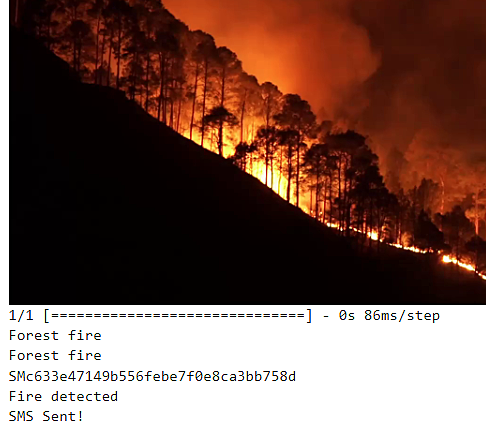 1/1 [==============================] - 0s 86ms/step
Forest fire
Forest fire
SMc633e47149b556febe7f0e8ca3bb758d
Fire detected
SMS Sent!